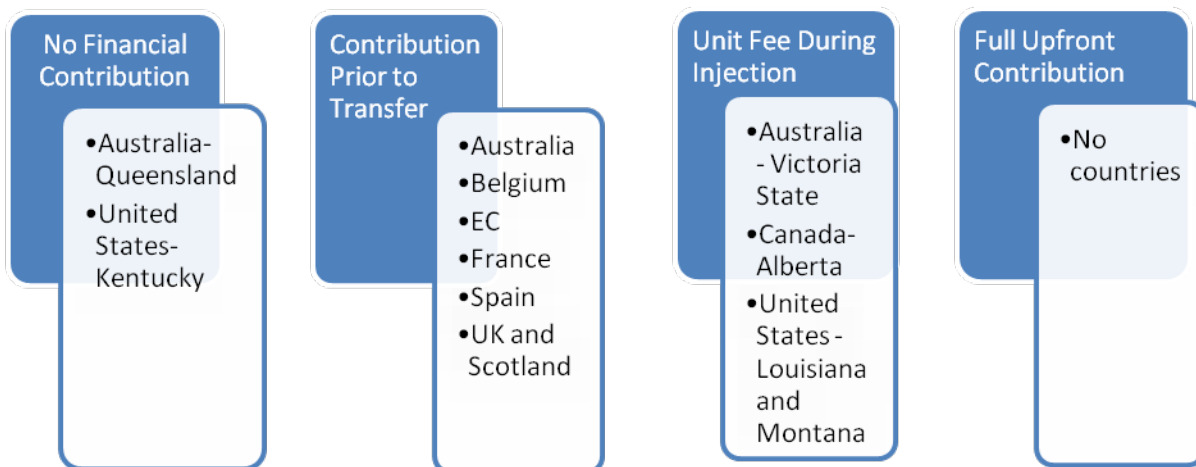 No Financial
Contribution
•Australia-
Queensland
•United
States-
Kentucky
Contribution
Prior to
Transfer
•Australia
•Belgium
•EC
•France
•Spain
•UK and
Scotland
Unit Fee During
Injection
•Australia
- Victoria
State
•Canada-
Alberta
•United
States -
Louisiana
and
Montana
Full Upfront
Contribution
•No
countries